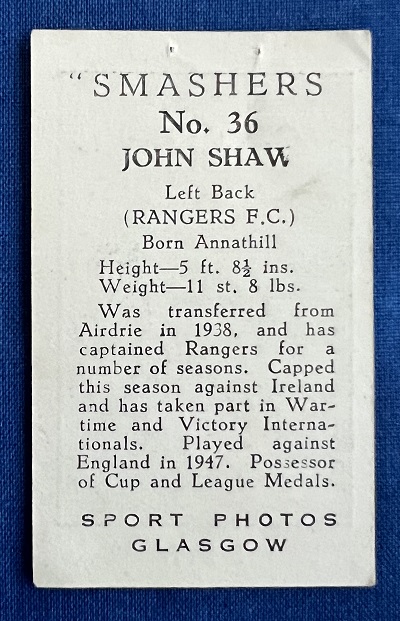 "SMASHERS
No. 36
JOHN SHAW
Left Back
(RANGERS F.C.)
Born Annathill
Height—5 ft. 8½ ins.
Weight—11 st. 8 lbs.
Was transferred from
Airdrie in 1938, and has
captained Rangers for a
number of seasons. Capped
this season against Ireland
and has taken part in War-
time and Victory Interna-
tionals. Played against
England in 1947. Possessor
of Cup and League Medals.
SPORT PHOTOS
GLASGOW